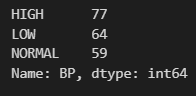 HIGH      77
LOW       64
NORMAL    59
Name: BP, dtype: int64